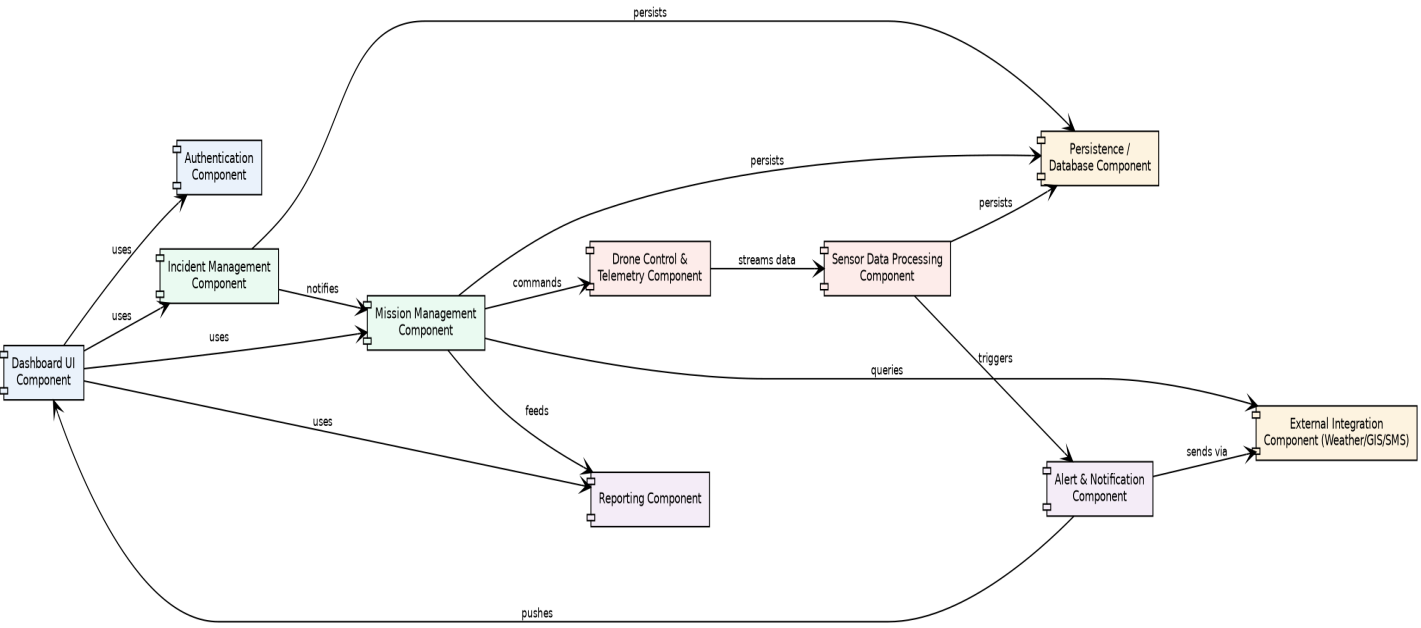 persists
Authentication
Component
persists
Persistence /
Database Component
persists
uses
Incident Management
Component
Drone Control &
Telemetry Component
streams data
Sensor Data Processing
Component
notifies
commands
Mission Management
Component
uses
uses
Dashboard UI
Component
triggers
queries
feeds
uses
External Integration
Component (Weather/GIS/SMS)
sends via
Alert & Notification
Component
Reporting Component
pushes